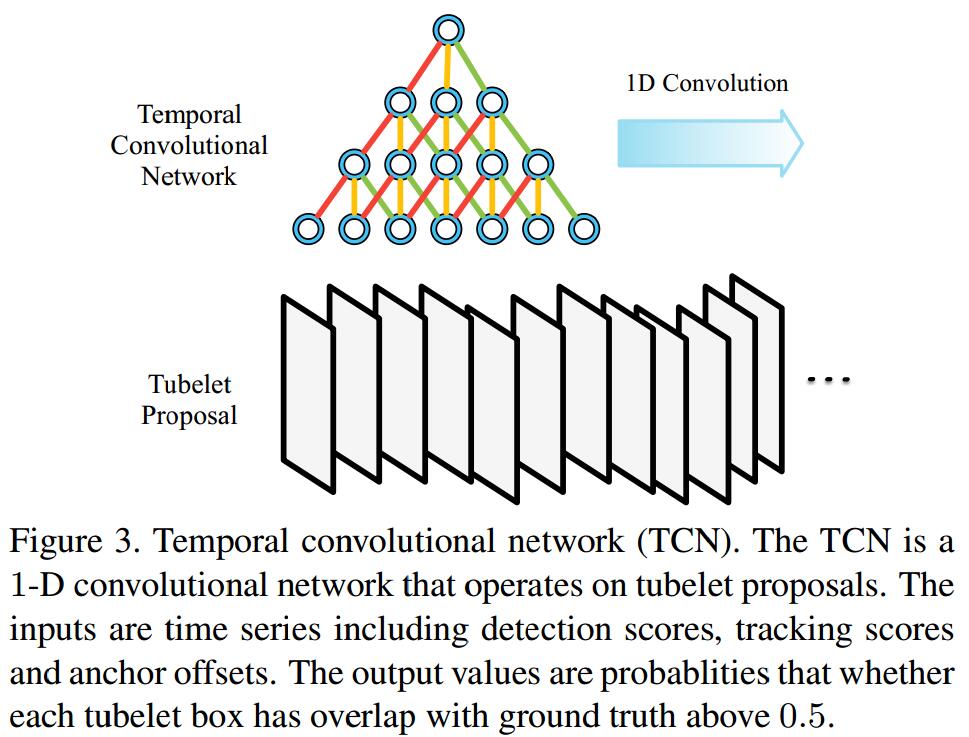 Temporal
Convolutional
Network
1D Convolution
Tubelet
Proposal
...
Figure 3. Temporal convolutional network (TCN). The TCN is a
1-D convolutional network that operates on tubelet proposals. The
inputs are time series including detection scores, tracking scores
and anchor offsets. The output values are probablities that whether
each tubelet box has overlap with ground truth above 0.5.